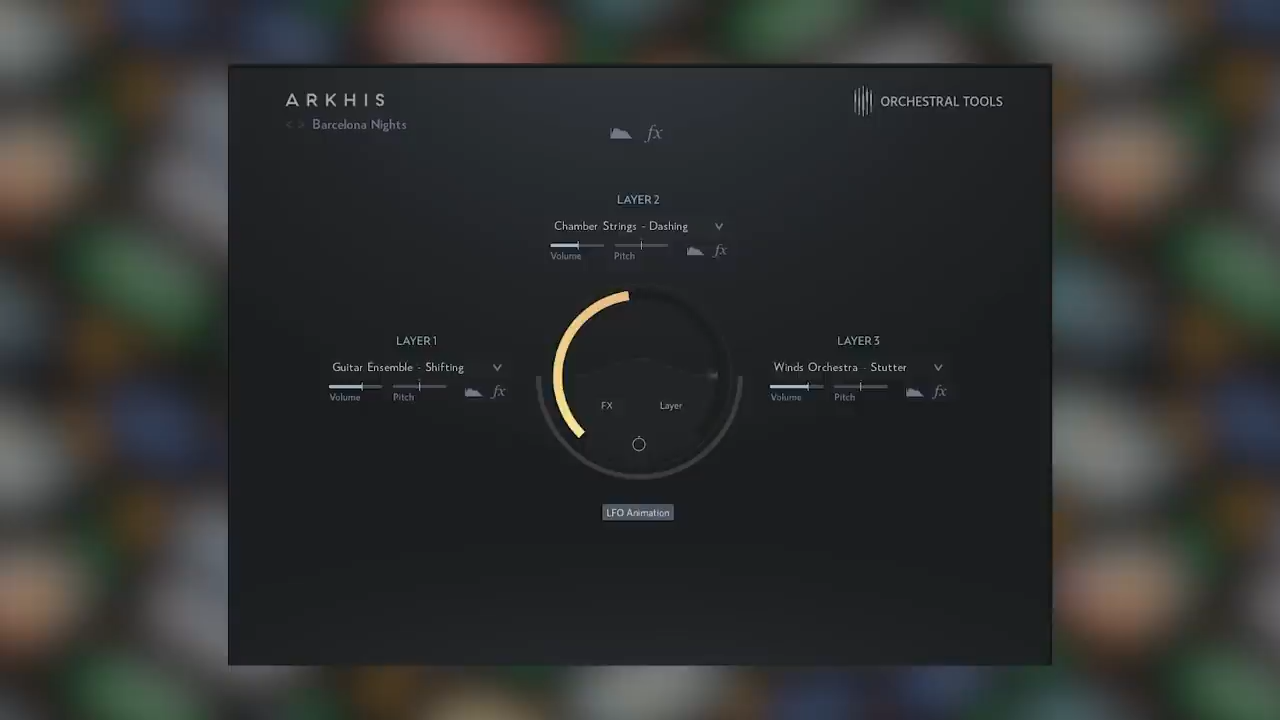 ARKHIS
ORCHESTRAL TOOLS
< > Barcelona Nights
fx
LAYER 2
Chamber Strings - Dashing
Volume Pitch fx
LAYER 1
Guitar Ensemble - Shifting
Volume Pitch fx
LAYER 3
Winds Orchestra - Stutter
Volume Pitch fx
FX Layer
LFO Animation